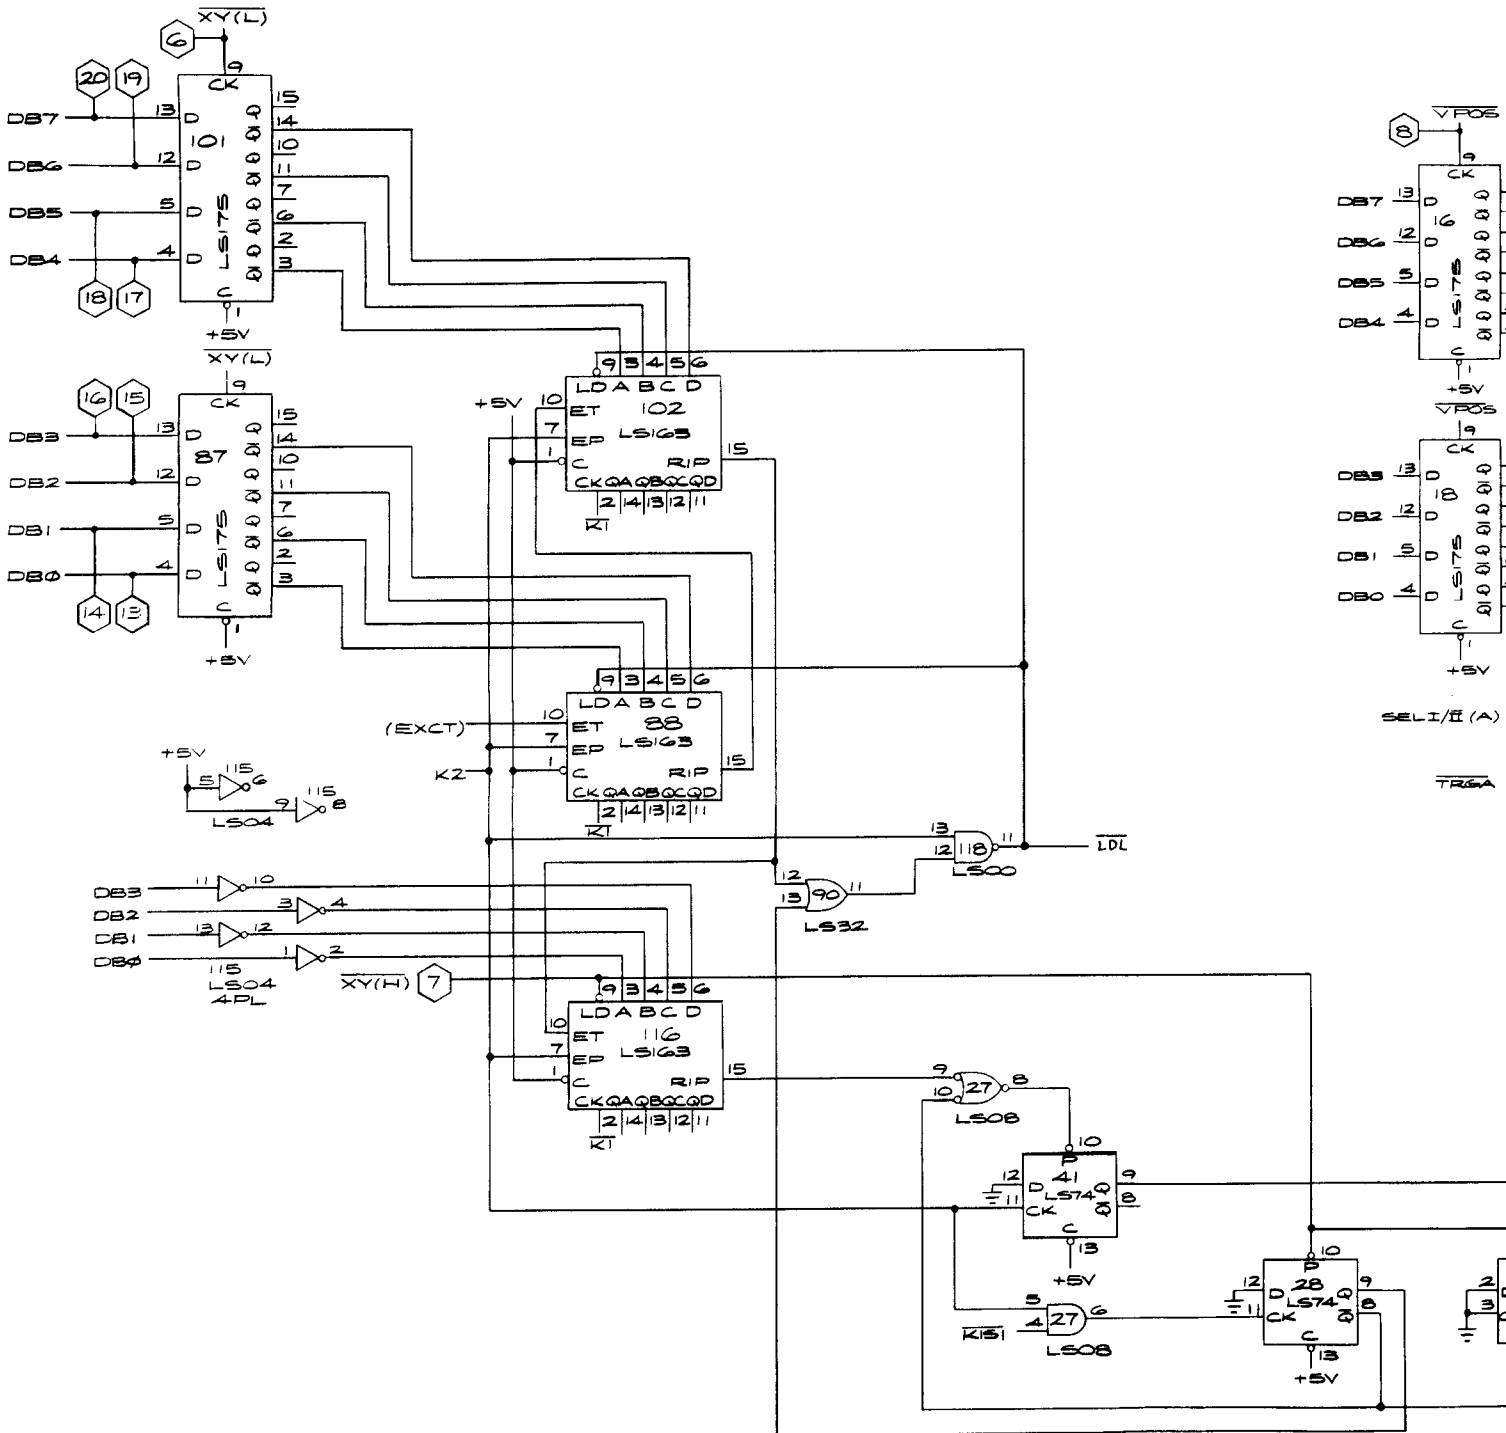 XY(L)
6
9
CK
20 19
DB7 13 D Q 15
Q 14
101
DB6 12 D Q 10
Q 11
DB5 5 D Q 7
Q 6
LS175
DB4 4 D Q 2
Q 3
18 17
C
1
+5V
XY(L)
9
CK
16 15
DB3 13 D Q 15
Q 14
87
DB2 12 D Q 10
Q 11
DB1 5 D Q 7
Q 6
LS175
DBφ 4 D Q 2
Q 3
14 13
C
1
+5V
9 3 4 5 6
LD A B C D
+5V
10 ET 102
7 EP LS163
1 C RIP 15
CK QA QB QC QD
2 14 13 12 11
K1
9 3 4 5 6
LD A B C D
(EXCT) 10 ET 88
7 EP LS163
K2 1 C RIP 15
CK QA QB QC QD
2 14 13 12 11
K1
+5V
5 115 6
9 115 8
LS04
13
12 118 11 LDL
LS00
12
13 90 11
LS32
DB3 11 10
DB2 3 4
DB1 13 12
DBφ 1 2
115
LS04
4PL
XY(H) 7
9 3 4 5 6
LD A B C D
10 ET 116
7 EP LS163
1 C RIP 15
CK QA QB QC QD
2 14 13 12 11
K1
9
10 27 8
LS08
10
P
12 D 41 Q 9
LS74
11 CK Q 8
C
13
+5V
5
K1S1 4 27 6
LS08
10
P
12 D 28 Q 9
LS74
11 CK Q 8
C
13
+5V
2
3
VPOS
8
9
CK
DB7 13 D Q
16
DB6 12 D Q
DB5 5 D Q
LS175
DB4 4 D Q
C
1
+5V
VPOS
9
CK
DB3 13 D Q
18
DB2 12 D Q
DB1 5 D Q
LS175
DB0 4 D Q
C
1
+5V
SELI/II (A)
TRGA